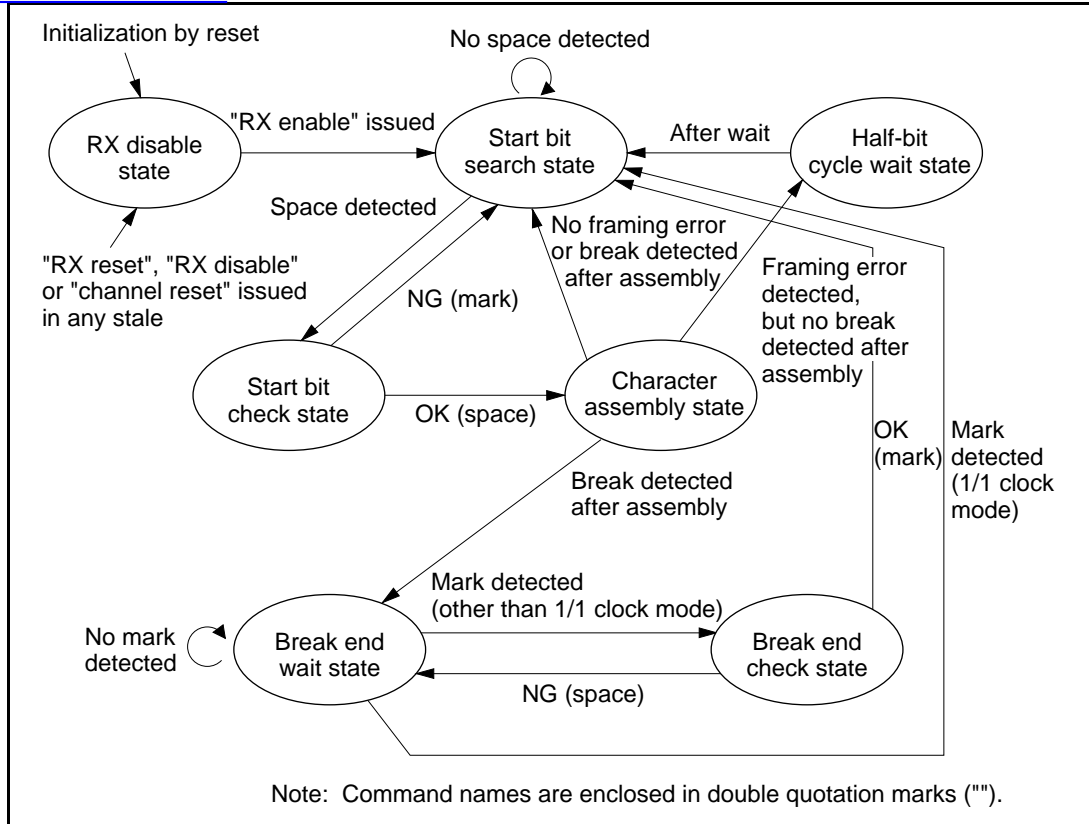 Initialization by reset
No space detected
RX disable
state
"RX enable" issued
Start bit
search state
After wait
Half-bit
cycle wait state
Space detected
"RX reset", "RX disable"
or "channel reset" issued
in any stale
NG (mark)
No framing error
or break detected
after assembly
Framing error
detected,
but no break
detected after
assembly
Start bit
check state
OK (space)
Character
assembly state
OK
(mark)
Mark
detected
(1/1 clock
mode)
Break detected
after assembly
No mark
detected
Break end
wait state
Mark detected
(other than 1/1 clock mode)
NG (space)
Break end
check state
Note: Command names are enclosed in double quotation marks ("").